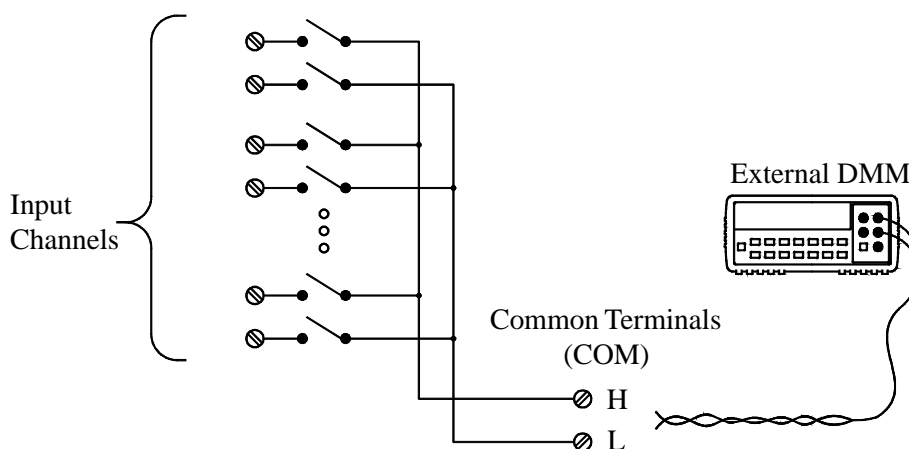 External DMM
Input
Channels
Common Terminals
(COM)
H
L